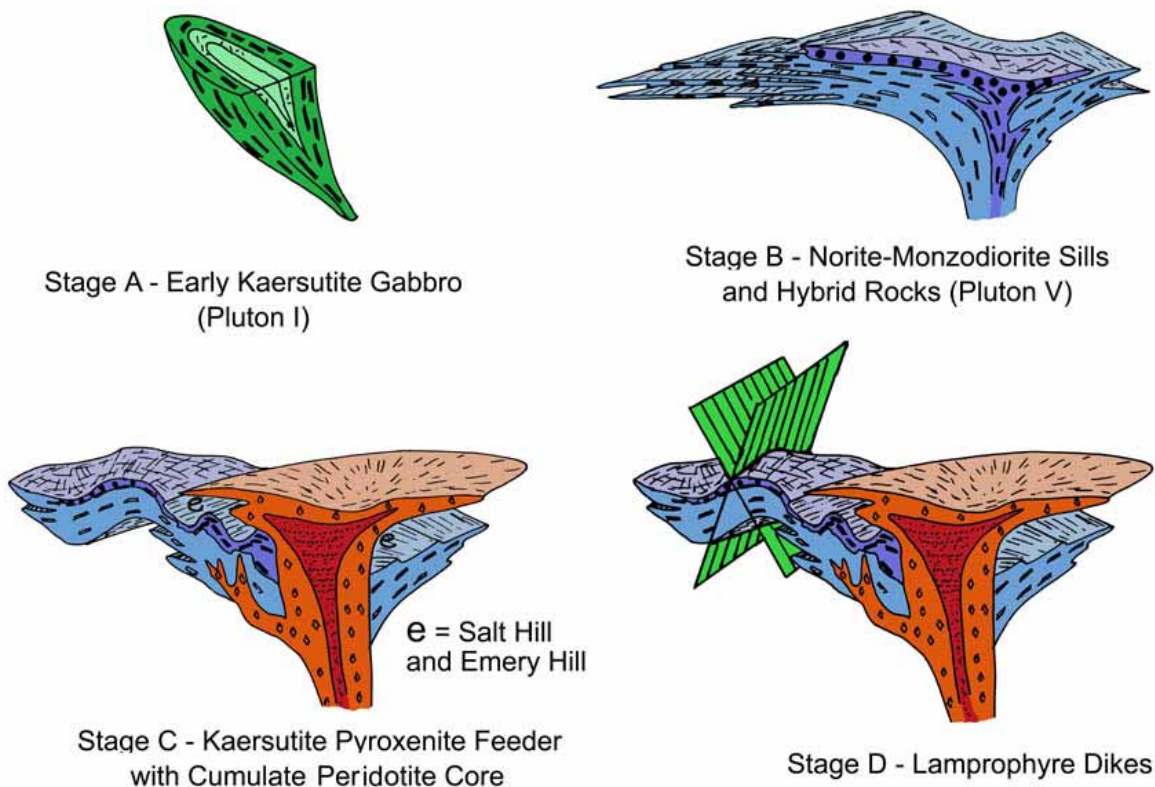 Stage A - Early Kaersutite Gabbro
(Pluton I)
Stage B - Norite-Monzodiorite Sills
and Hybrid Rocks (Pluton V)
e
e
e = Salt Hill
and Emery Hill
Stage C - Kaersutite Pyroxenite Feeder
with Cumulate Peridotite Core
Stage D - Lamprophyre Dikes